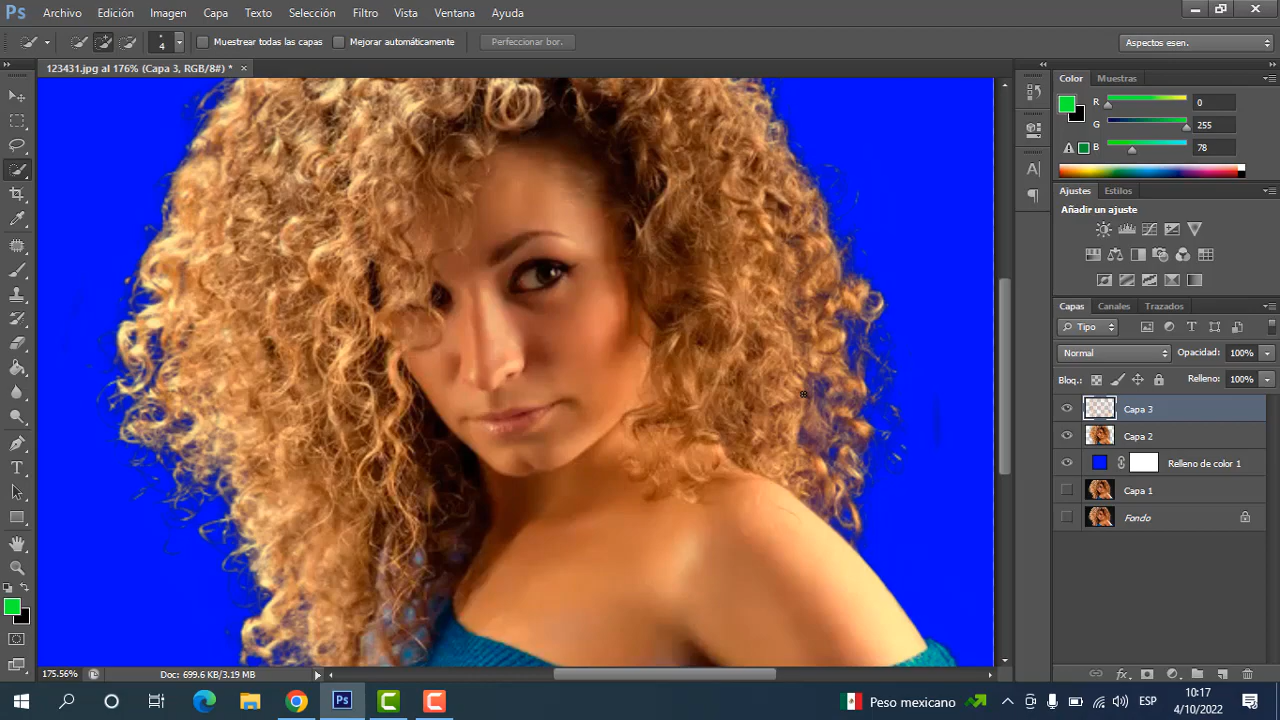 Ps Archivo Edición Imagen Capa Texto Selección Filtro Vista Ventana Ayuda
4 Muestrear todas las capas Mejorar automáticamente Perfeccionar bor. Aspectos esen.
123431.jpg al 176% (Capa 3, RGB/8#) * ×
Color Muestras
R 0
G 255
B 78
Ajustes Estilos
Añadir un ajuste
Capas Canales Trazados
Tipo
Normal Opacidad: 100%
Bloq.: Relleno: 100%
Capa 3
Capa 2
Relleno de color 1
Capa 1
Fondo
175.56% Doc: 699.6 KB/3.19 MB
Ps Peso mexicano ESP 10:17
4/10/2022